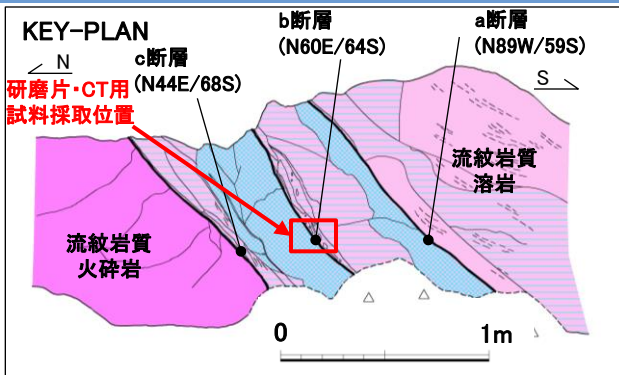 KEY-PLAN
N
c断層
(N44E/68S)
b断層
(N60E/64S)
a断層
(N89W/59S)
S
研磨片・CT用
試料採取位置
流紋岩質
溶岩
流紋岩質
火砕岩
0
1m